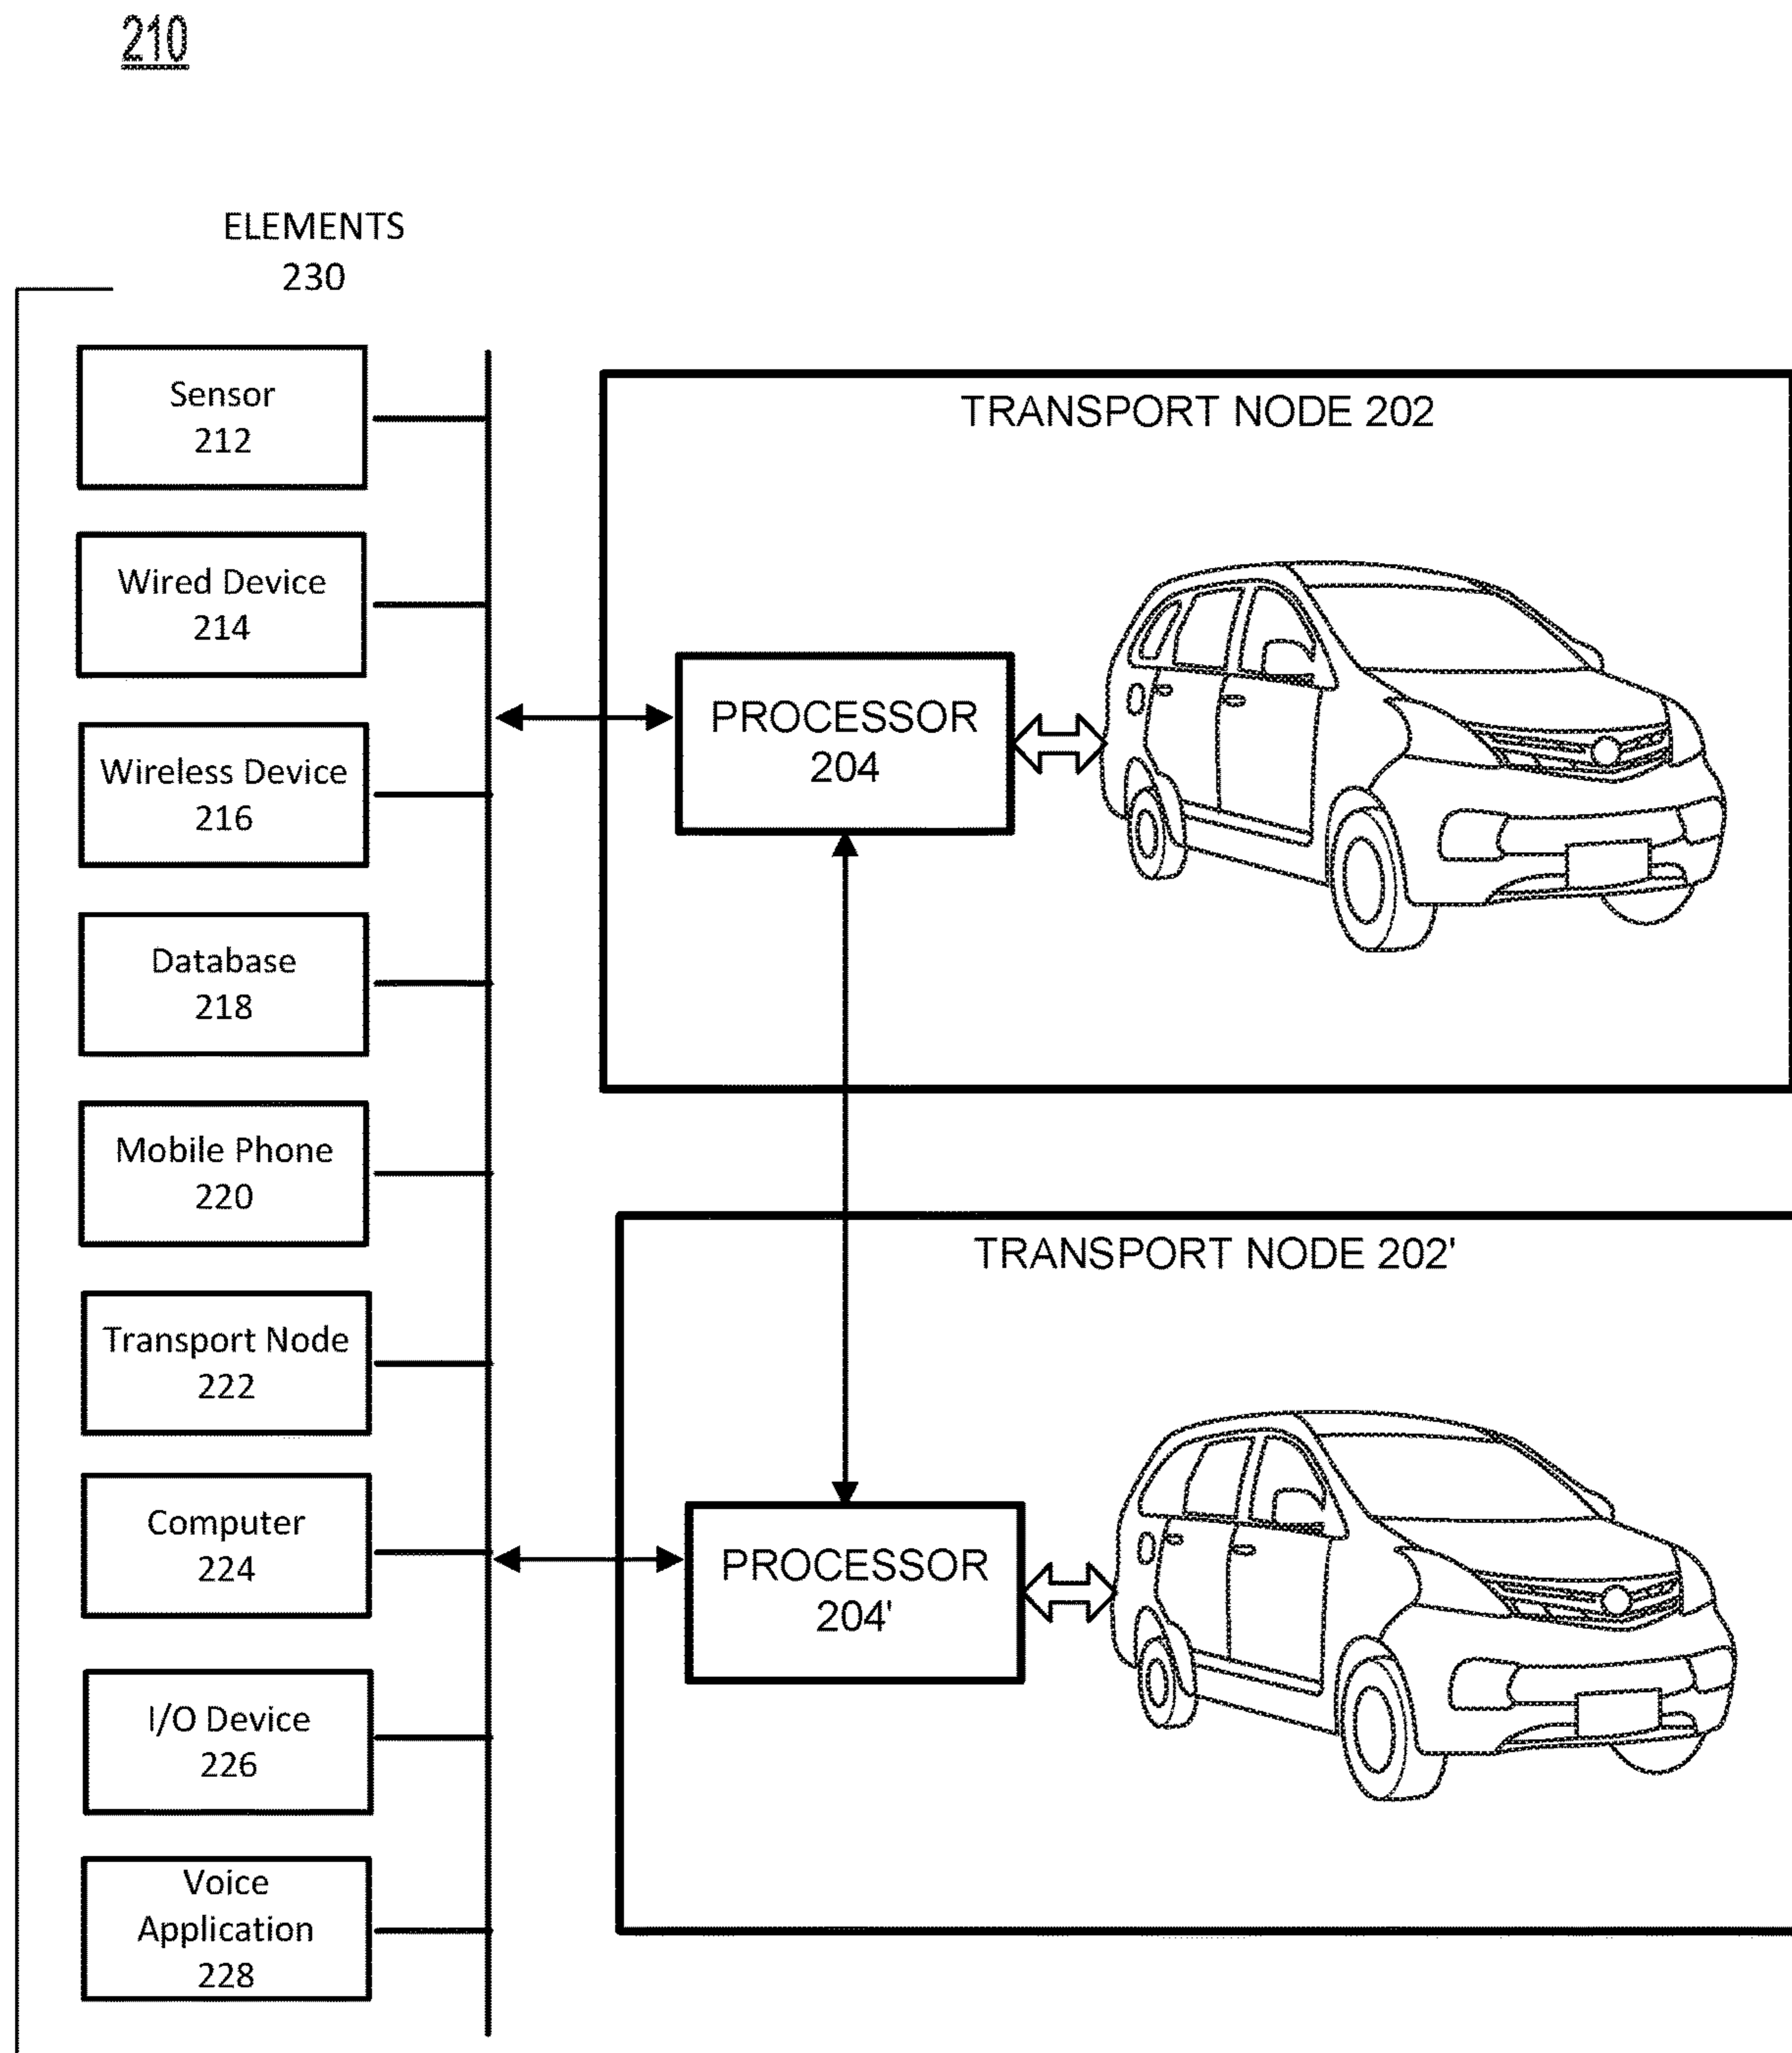 210
ELEMENTS
230
Sensor
212
Wired Device
214
Wireless Device
216
Database
218
Mobile Phone
220
Transport Node
222
Computer
224
I/O Device
226
Voice
Application
228
TRANSPORT NODE 202
PROCESSOR
204
TRANSPORT NODE 202'
PROCESSOR
204'